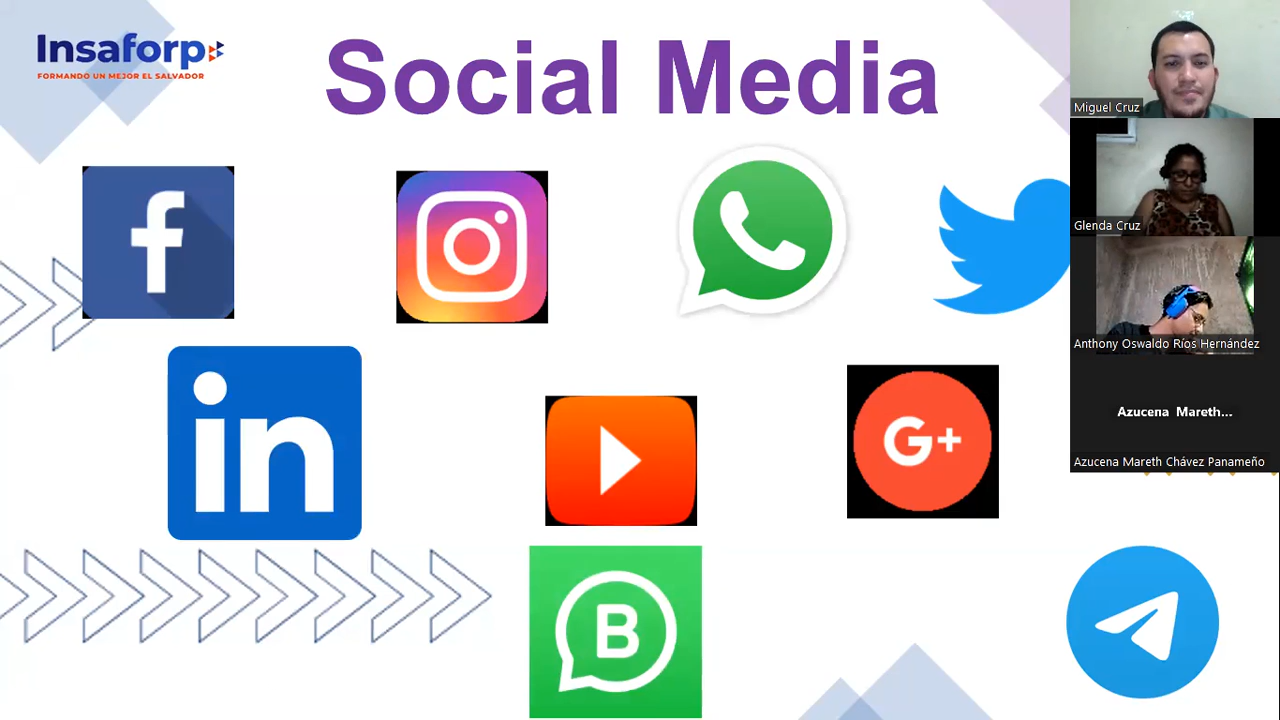 Insaforp
FORMANDO UN MEJOR EL SALVADOR
Social Media
Miguel Cruz
Glenda Cruz
Anthony Oswaldo Ríos Hernández
Azucena Mareth...
Azucena Mareth Chávez Panameño
f
in
G+
B